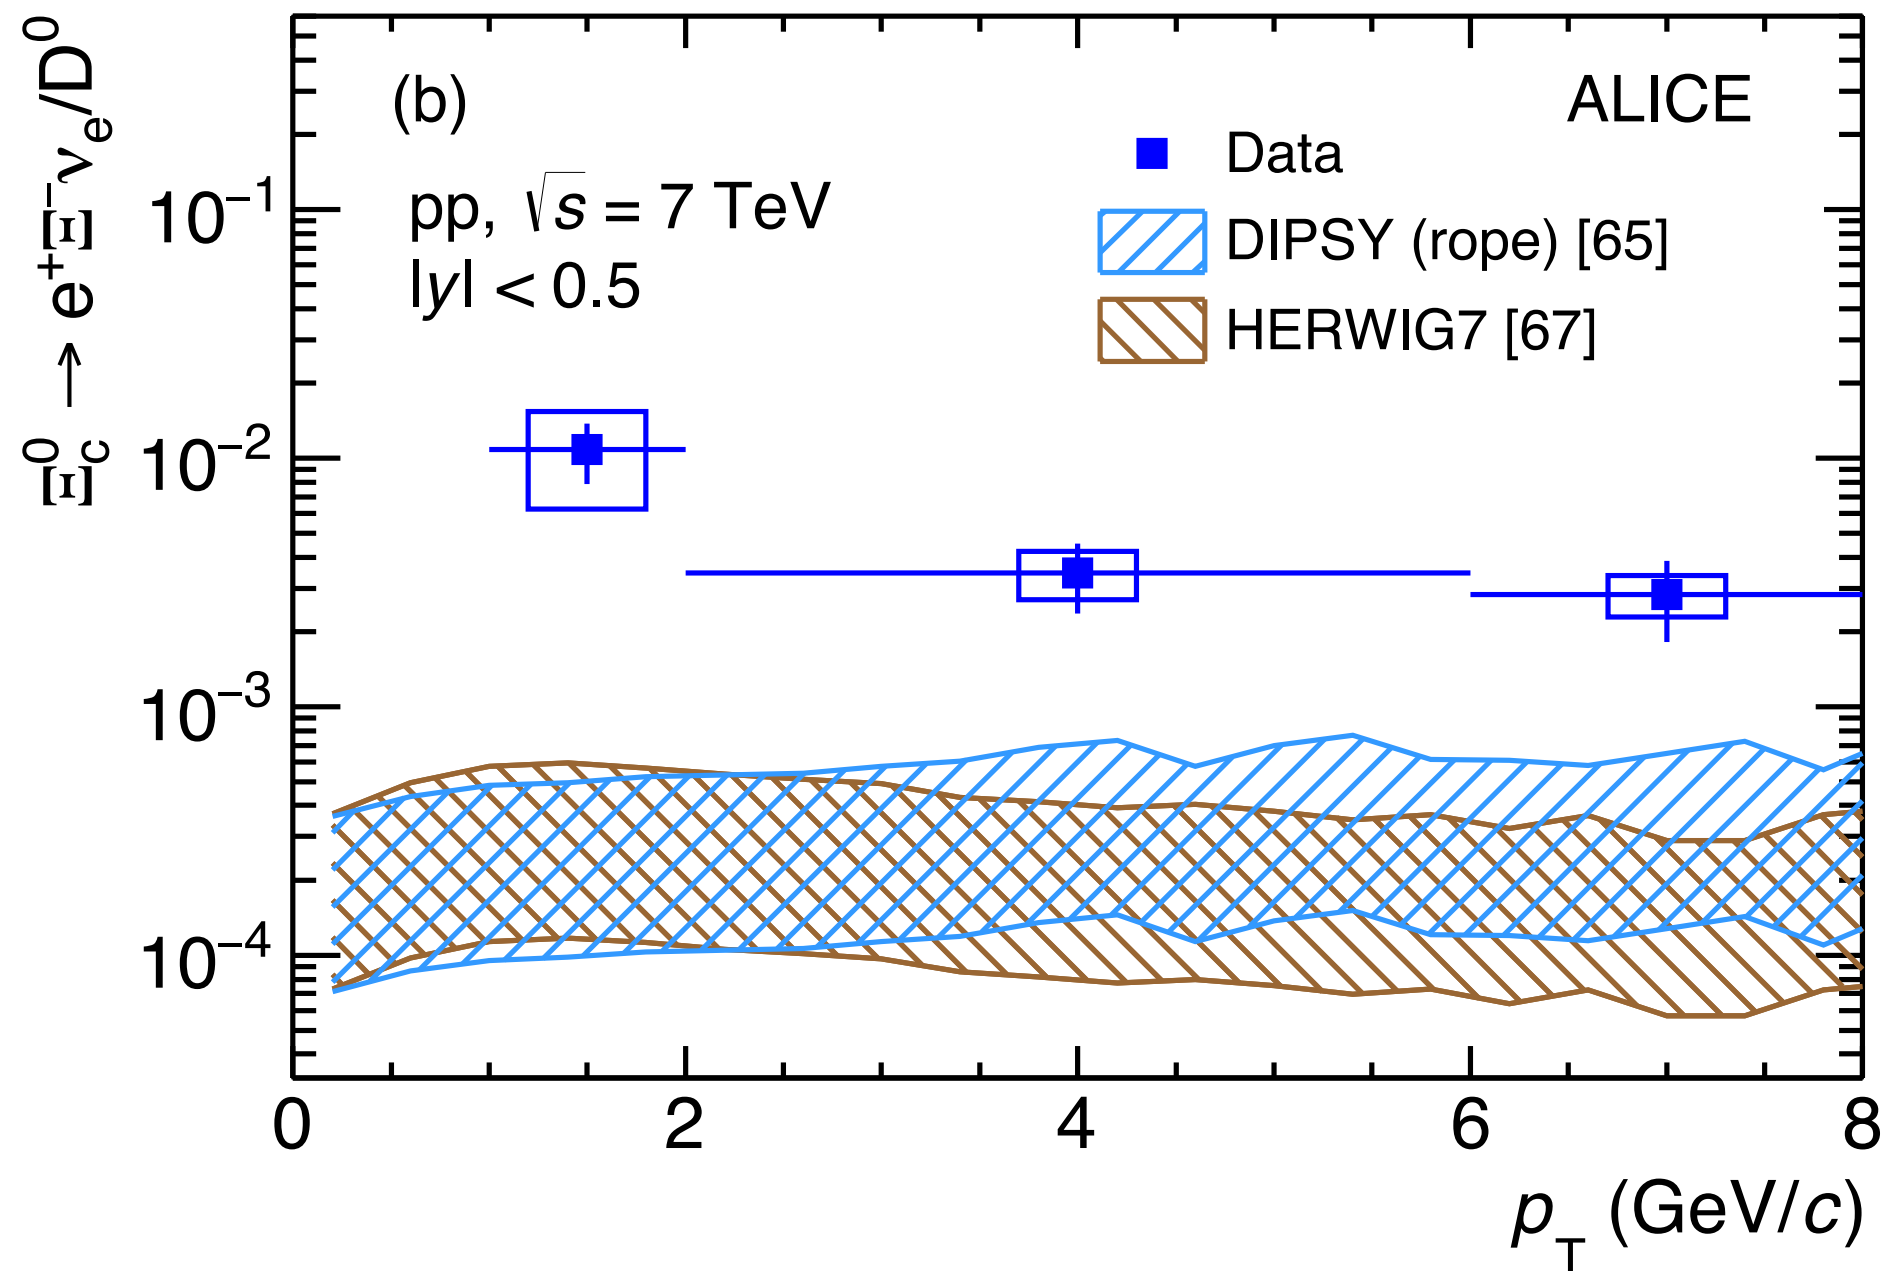 Ξ⁰c → e⁺Ξ⁻νe/D⁰
(b)
ALICE
pp, √s = 7 TeV
|y| < 0.5
Data
DIPSY (rope) [65]
HERWIG7 [67]
10⁻¹
10⁻²
10⁻³
10⁻⁴
0 2 4 6 8
pT (GeV/c)